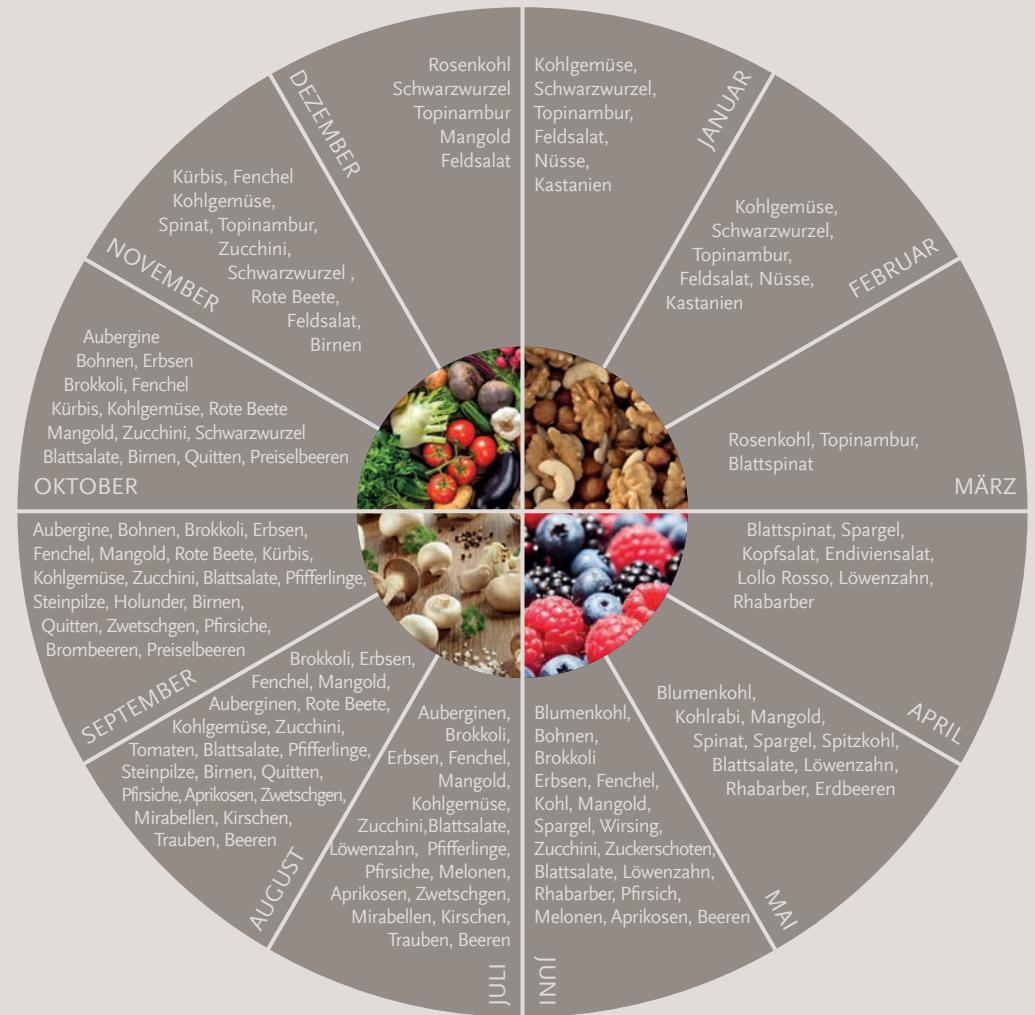 Kohlgemüse,
Schwarzwurzel,
Topinambur,
Feldsalat,
Nüsse,
Kastanien
JANUAR
Kohlgemüse,
Schwarzwurzel,
Topinambur,
Feldsalat, Nüsse,
Kastanien
FEBRUAR
Rosenkohl, Topinambur,
Blattspinat
MÄRZ
Blattspinat, Spargel,
Kopfsalat, Endiviensalat,
Lollo Rosso, Löwenzahn,
Rhabarber
APRIL
Blumenkohl,
Kohlrabi, Mangold,
Spinat, Spargel, Spitzkohl,
Blattsalate, Löwenzahn,
Rhabarber, Erdbeeren
MAI
Blumenkohl,
Bohnen,
Brokkoli
Erbsen, Fenchel,
Kohl, Mangold,
Spargel, Wirsing,
Zucchini, Zuckerschoten,
Blattsalate, Löwenzahn,
Rhabarber, Pfirsich,
Melonen, Aprikosen, Beeren
JUNI
Auberginen,
Brokkoli,
Erbsen, Fenchel,
Mangold,
Kohlgemüse,
Zucchini,Blattsalate,
Löwenzahn, Pfifferlinge,
Pfirsiche, Melonen,
Aprikosen, Zwetschgen,
Mirabellen, Kirschen,
Trauben, Beeren
JULI
Brokkoli, Erbsen,
Fenchel, Mangold,
Auberginen, Rote Beete,
Kohlgemüse, Zucchini,
Tomaten, Blattsalate, Pfifferlinge,
Steinpilze, Birnen, Quitten,
Pfirsiche, Aprikosen, Zwetschgen,
Mirabellen, Kirschen,
Trauben, Beeren
AUGUST
Aubergine, Bohnen, Brokkoli, Erbsen,
Fenchel, Mangold, Rote Beete, Kürbis,
Kohlgemüse, Zucchini, Blattsalate, Pfifferlinge,
Steinpilze, Holunder, Birnen,
Quitten, Zwetschgen, Pfirsiche,
Brombeeren, Preiselbeeren
SEPTEMBER
Aubergine
Bohnen, Erbsen
Brokkoli, Fenchel
Kürbis, Kohlgemüse, Rote Beete
Mangold, Zucchini, Schwarzwurzel
Blattsalate, Birnen, Quitten, Preiselbeeren
OKTOBER
Kürbis, Fenchel
Kohlgemüse,
Spinat, Topinambur,
Zucchini,
Schwarzwurzel ,
Rote Beete,
Feldsalat,
Birnen
NOVEMBER
Rosenkohl
Schwarzwurzel
Topinambur
Mangold
Feldsalat
DEZEMBER